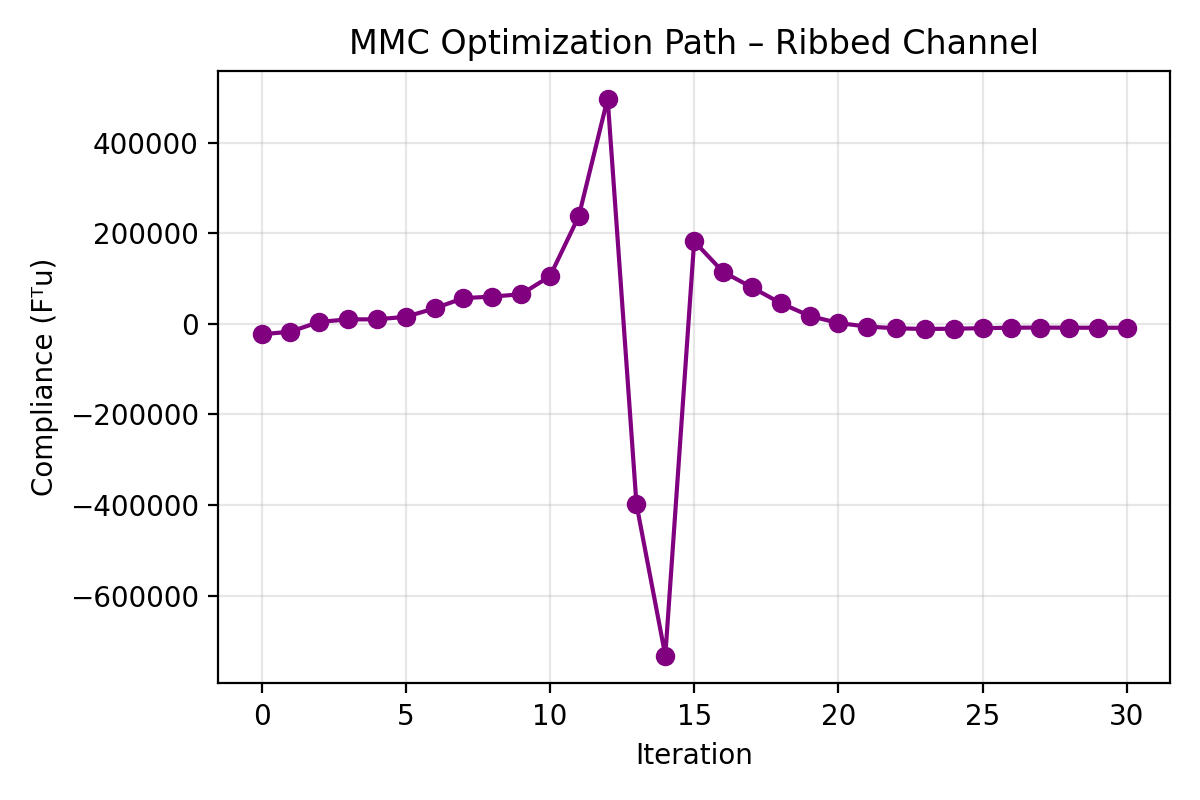 MMC Optimization Path – Ribbed Channel
Compliance (Fᵀu)
400000
200000
0
−200000
−400000
−600000
0 5 10 15 20 25 30
Iteration